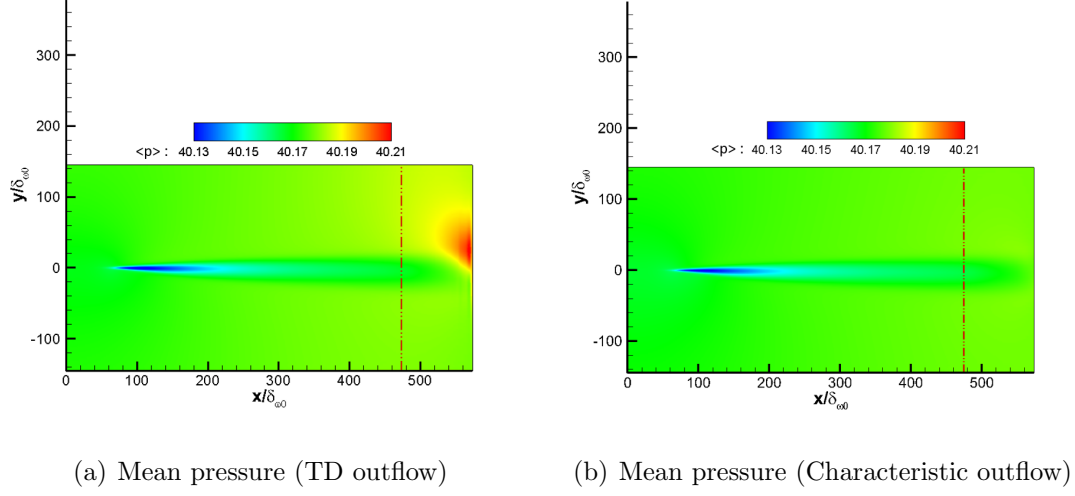 300
200
100
0
-100
y/δω0
<p> : 40.13 40.15 40.17 40.19 40.21
0 100 200 300 400 500
x/δω0
(a) Mean pressure (TD outflow)
300
200
100
0
-100
y/δω0
<p> : 40.13 40.15 40.17 40.19 40.21
0 100 200 300 400 500
x/δω0
(b) Mean pressure (Characteristic outflow)